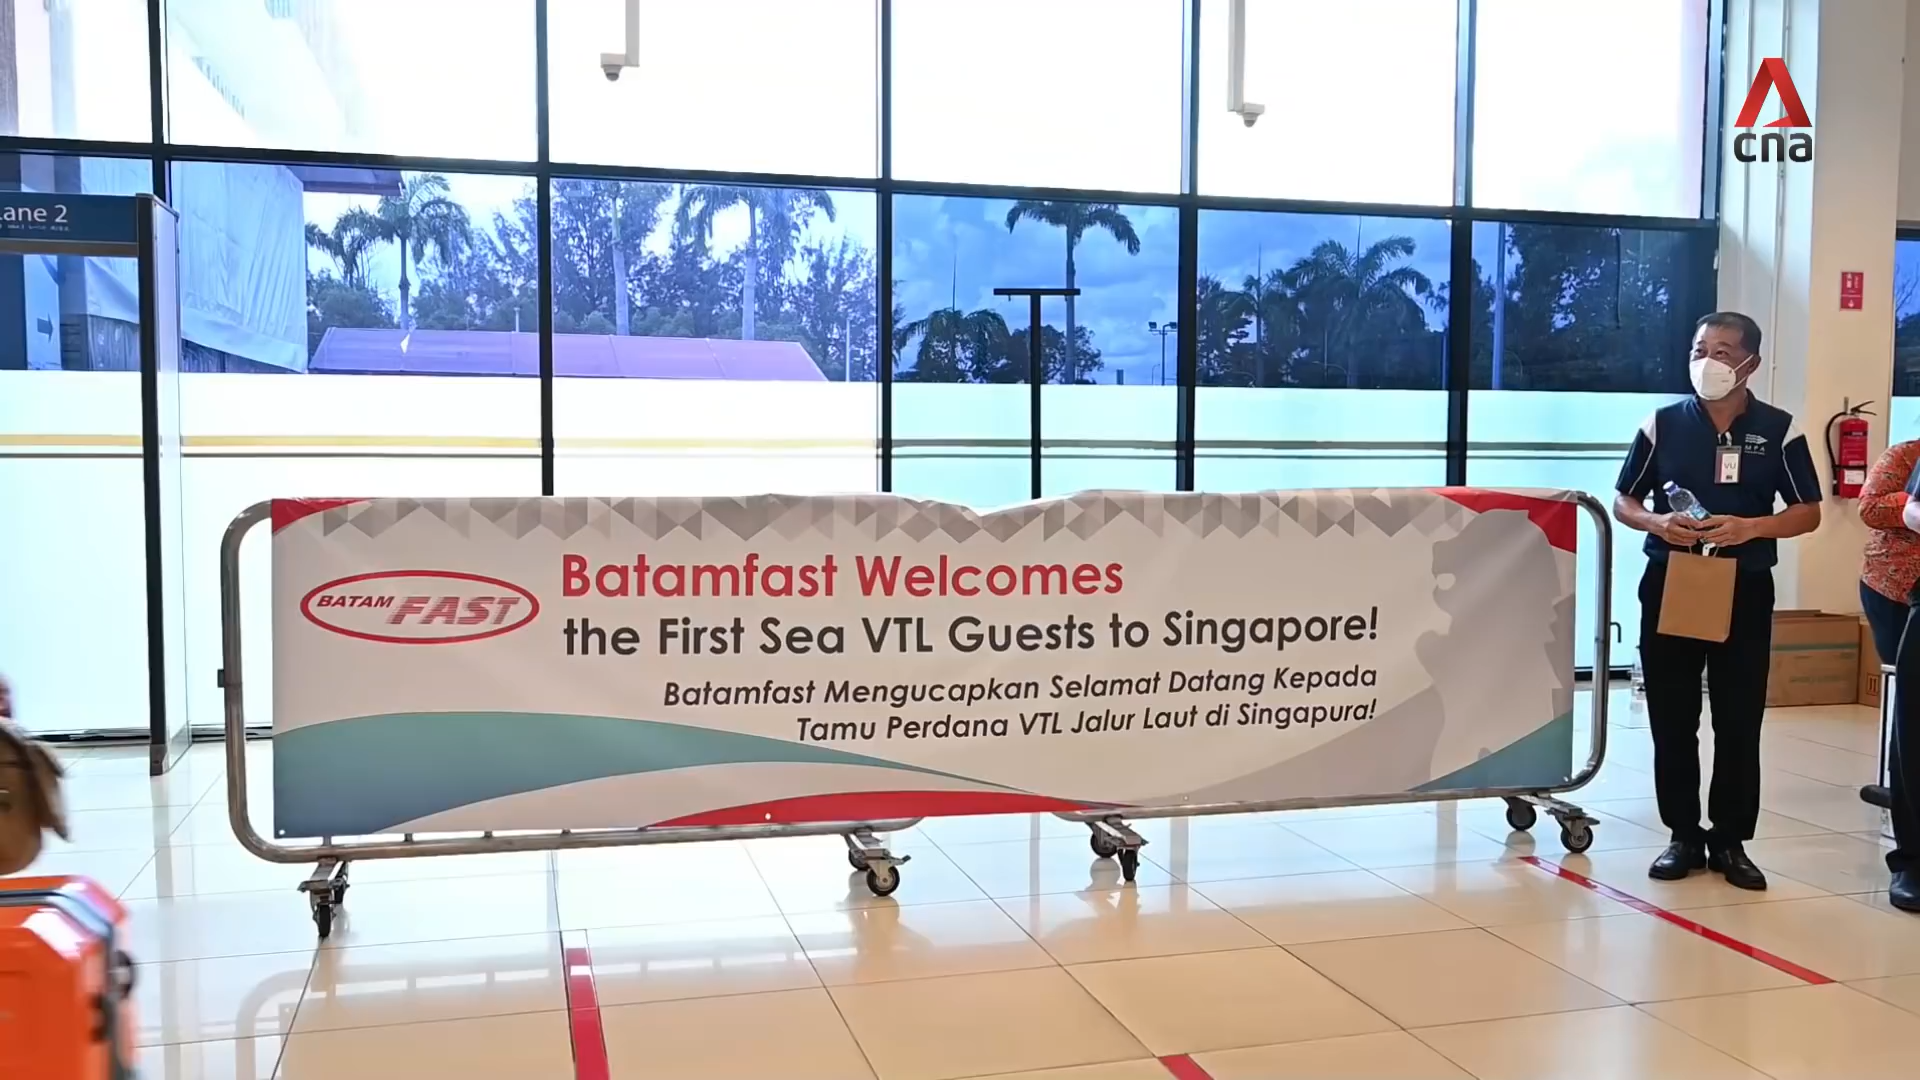 cna
Lane 2
BATAM FAST
Batamfast Welcomes
the First Sea VTL Guests to Singapore!
Batamfast Mengucapkan Selamat Datang Kepada
Tamu Perdana VTL Jalur Laut di Singapura!
MPA
VU